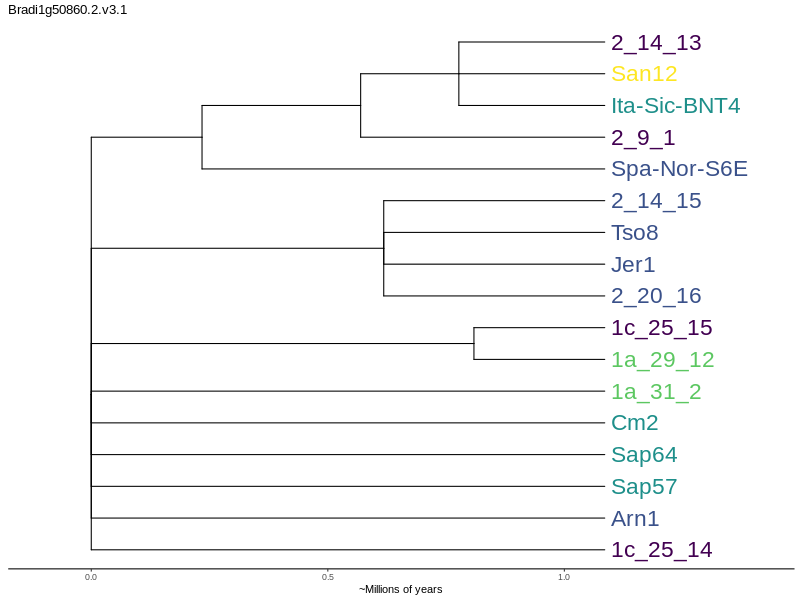 Bradi1g50860.2.v3.1
2_14_13
San12
Ita-Sic-BNT4
2_9_1
Spa-Nor-S6E
2_14_15
Tso8
Jer1
2_20_16
1c_25_15
1a_29_12
1a_31_2
Cm2
Sap64
Sap57
Arn1
1c_25_14
0.0 0.5 1.0
~Millions of years